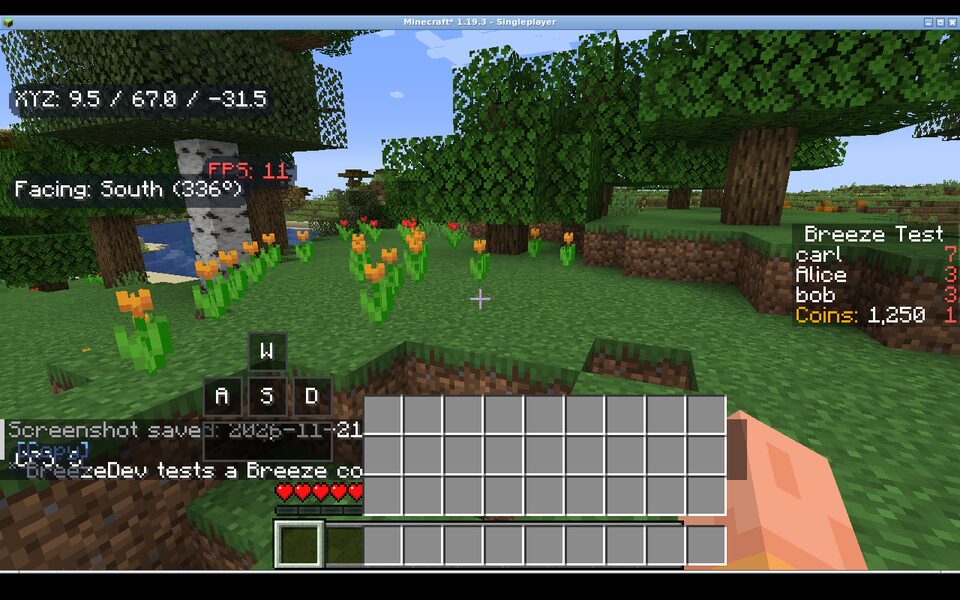 Minecraft* 1.19.3 - Singleplayer
XYZ: 9.5 / 67.0 / -31.5
FPS: 11
Facing: South (336°)
Breeze Test
carl 7
Alice 3
bob 3
Coins: 1,250 1
W
A S D
Screenshot saved: 2026-11-21
[Copy]
* BreezeDev tests a Breeze co